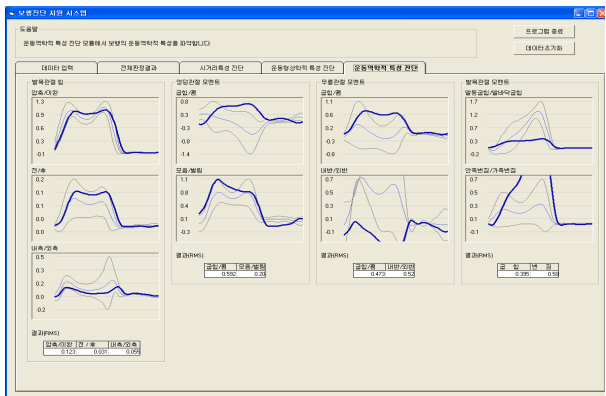 보행진단 지원 시스템
도움말
운동역학적 특성 진단 모듈에서 보행의 운동역학적 특성을 파악합니다
프로그램 종료
데이터초기화
데이터 입력
전체판정결과
시거리특성 진단
운동형상학적 특성 진단
운동역학적 특성 진단
발목관절 힘
압축/이완
1.3
0.9
0.6
0.3
-0.1
전/후
0.2
0.1
0.1
0.0
0.0
내측/외측
0.5
0.3
0.2
0.0
-0.2
결과(RMS)
압축/이완 전 / 후 내측/외측
0.123 0.031 0.055
엉덩관절 모멘트
굽힘/폄
0.8
0.3
-0.3
-0.8
-1.4
모음/벌림
1.1
0.8
0.4
0.1
-0.3
결과(RMS)
굽힘/폄 모음/벌림
0.592 0.20
무릎관절 모멘트
굽힘/폄
1.1
0.6
0.2
-0.2
-0.6
내반/외반
0.7
0.5
0.3
0.1
-0.1
결과(RMS)
굽힘/폄 내반/외반
0.473 0.52
발목관절 모멘트
발등굽힘/발바닥굽힘
1.7
1.2
0.7
0.3
-0.2
안쪽번짐/가쪽번짐
0.7
0.5
0.3
0.1
-0.1
결과(RMS)
굽 힘 번 짐
0.395 0.50